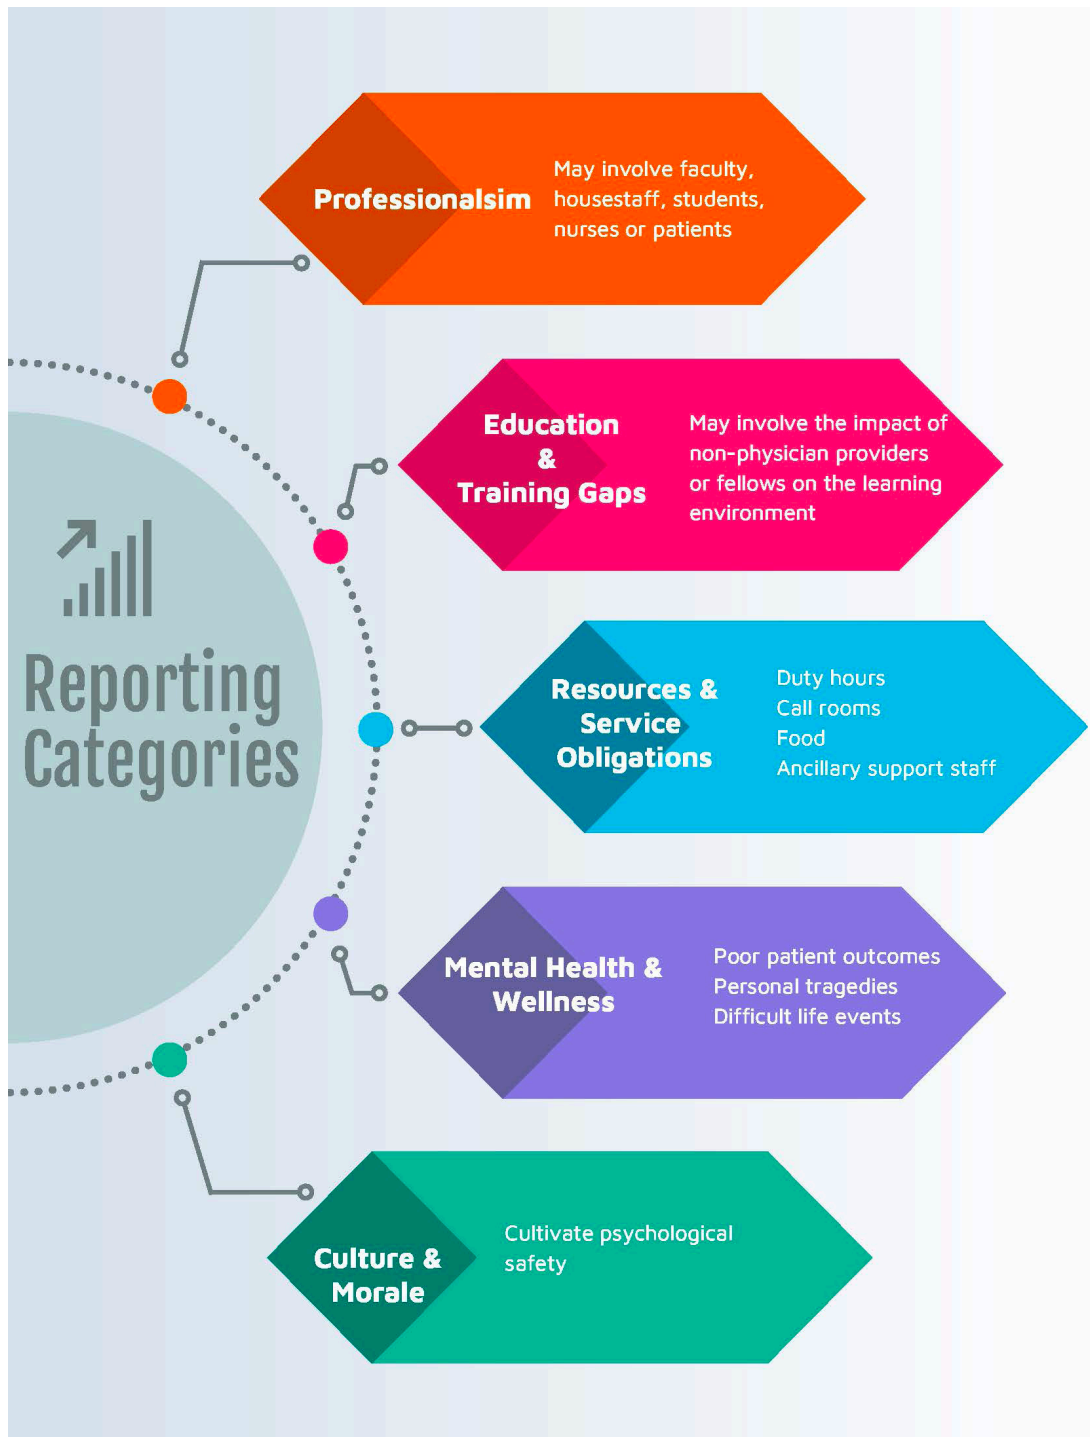 Reporting
Categories
Professionalsim
May involve faculty,
housestaff, students,
nurses or patients
Education
&
Training Gaps
May involve the impact of
non-physician providers
or fellows on the learning
environment
Resources &
Service
Obligations
Duty hours
Call rooms
Food
Ancillary support staff
Mental Health &
Wellness
Poor patient outcomes
Personal tragedies
Difficult life events
Culture &
Morale
Cultivate psychological
safety